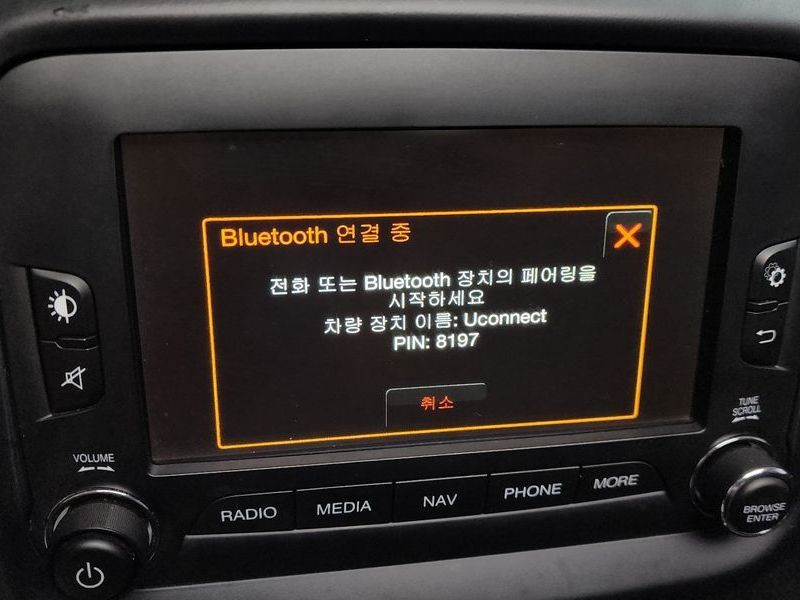 Bluetooth 연결 중
전화 또는 Bluetooth 장치의 페어링을
시작하세요
차량 장치 이름: Uconnect
PIN: 8197
취소
VOLUME
TUNE
SCROLL
RADIO
MEDIA
NAV
PHONE
MORE
BROWSE
ENTER